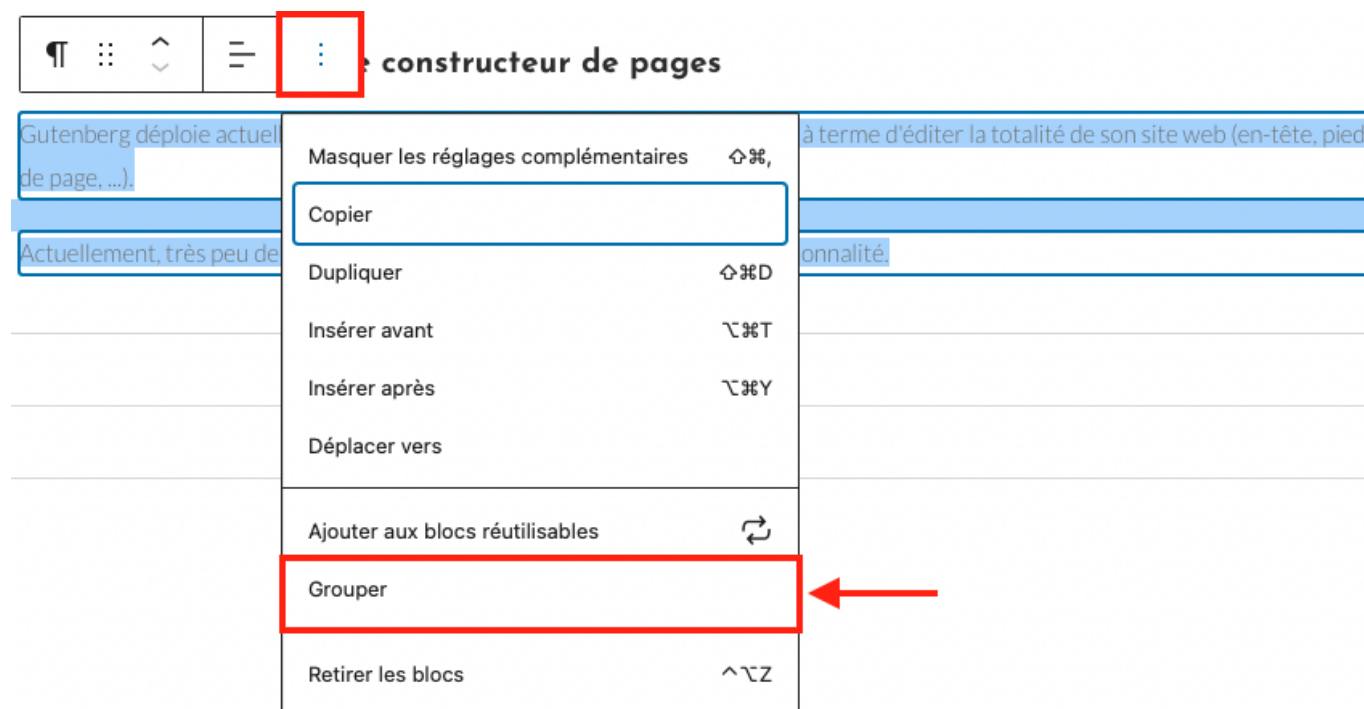 constructeur de pages
Gutenberg déploie à terme d'éditer la totalité de son site web (en-tête, pied
de page, ...).
Actuellement, très peu de
Masquer les réglages complémentaires ⇧⌘,
Copier
Dupliquer ⇧⌘D
Insérer avant ⌥⌘T
Insérer après ⌥⌘Y
Déplacer vers
Ajouter aux blocs réutilisables
Grouper
Retirer les blocs ^⌥Z